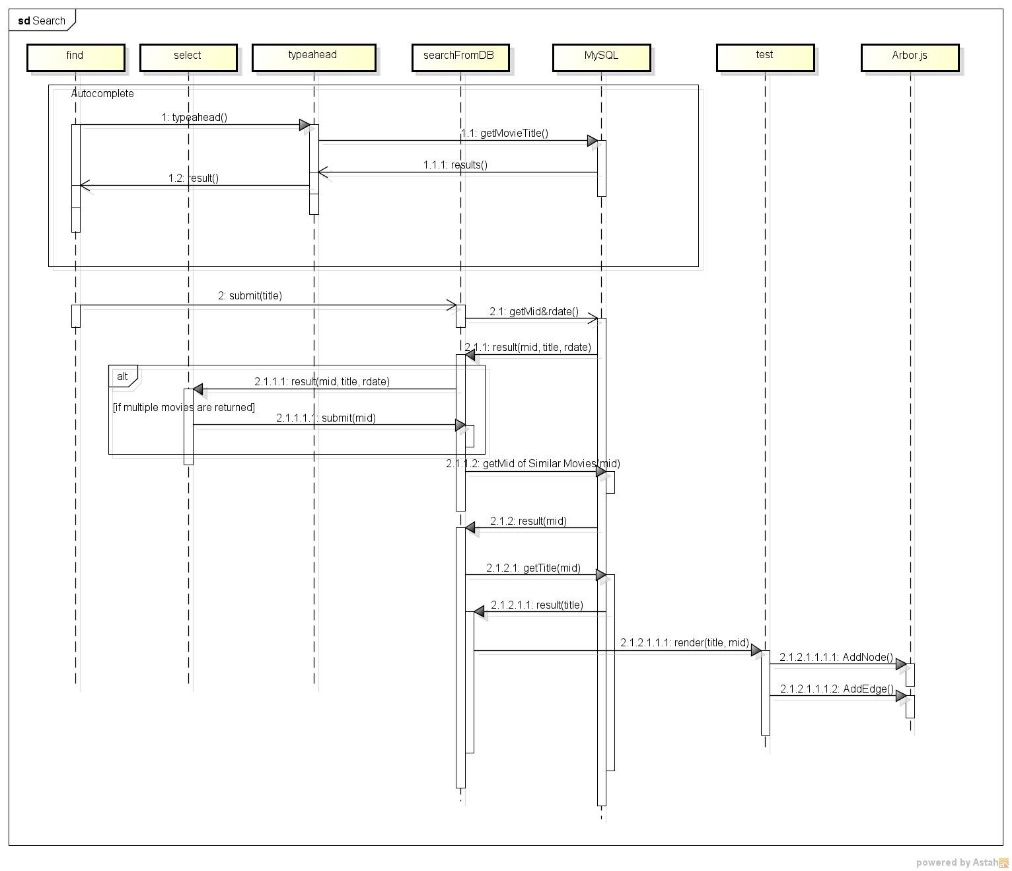 sd Search
find
select
typeahead
searchFromDB
MySQL
test
Arbor.js
Autocomplete
1: typeahead()
1.1: getMovieTitle()
1.1.1: results()
1.2: result()
2: submit(title)
2.1: getMid&rdate()
2.1.1: result(mid, title, rdate)
alt
2.1.1.1: result(mid, title, rdate)
[if multiple movies are returned]
2.1.1.1.1: submit(mid)
2.1.1.2: getMid of Similar Movies(mid)
2.1.2: result(mid)
2.1.2.1: getTitle(mid)
2.1.2.1.1: result(title)
2.1.2.1.1.1: render(title, mid)
2.1.2.1.1.1.1: AddNode()
2.1.2.1.1.1.2: AddEdge()
powered by Astah